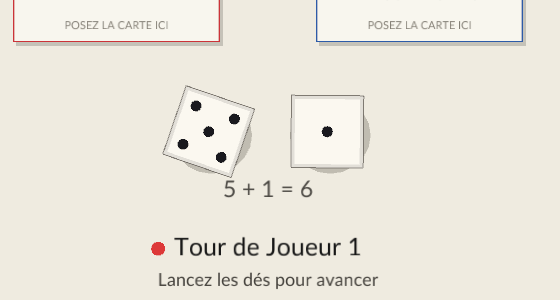 POSEZ LA CARTE ICI POSEZ LA CARTE ICI
5 + 1 = 6
Tour de Joueur 1
Lancez les dés pour avancer